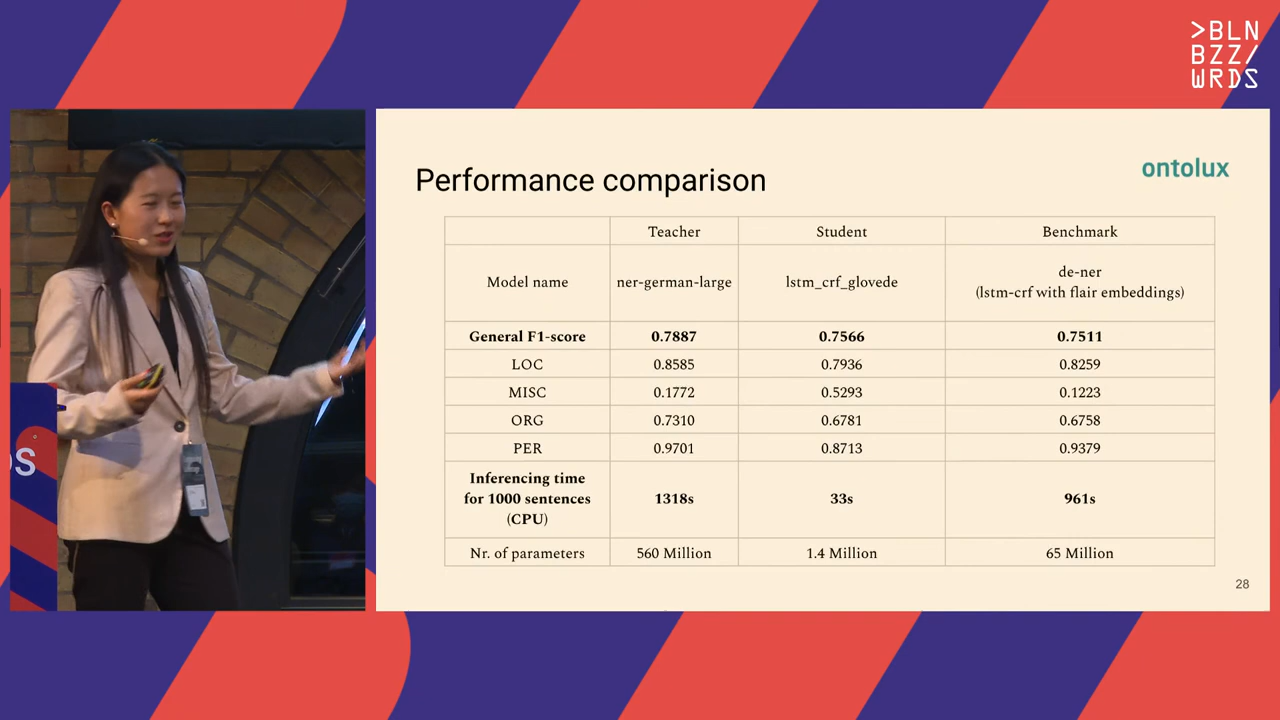 >BLN
BZZ/
WRDS
DS
Performance comparison
ontolux
Teacher Student Benchmark
Model name ner-german-large lstm_crf_glovede de-ner
(lstm-crf with flair embeddings)
General F1-score 0.7887 0.7566 0.7511
LOC 0.8585 0.7936 0.8259
MISC 0.1772 0.5293 0.1223
ORG 0.7310 0.6781 0.6758
PER 0.9701 0.8713 0.9379
Inferencing time
for 1000 sentences
(CPU) 1318s 33s 961s
Nr. of parameters 560 Million 1.4 Million 65 Million
28